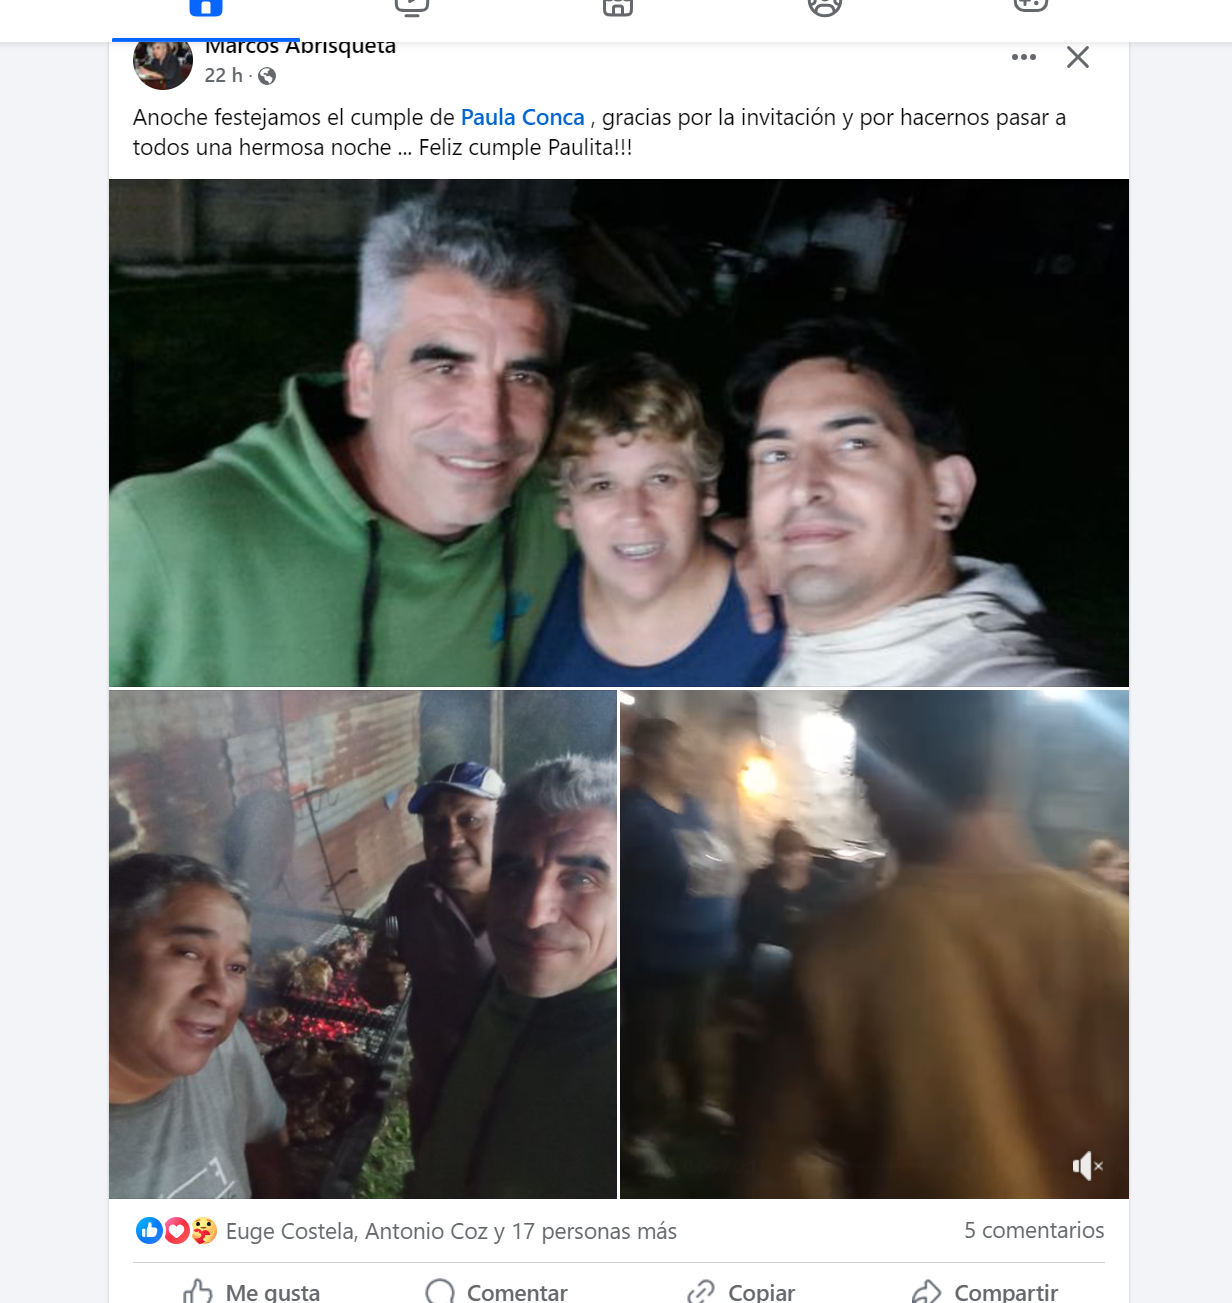 Marcos Abrisqueta
22 h ·
Anoche festejamos el cumple de Paula Conca , gracias por la invitación y por hacernos pasar a
todos una hermosa noche ... Feliz cumple Paulita!!!
Euge Costela, Antonio Coz y 17 personas más
5 comentarios
Me gusta
Comentar
Copiar
Compartir